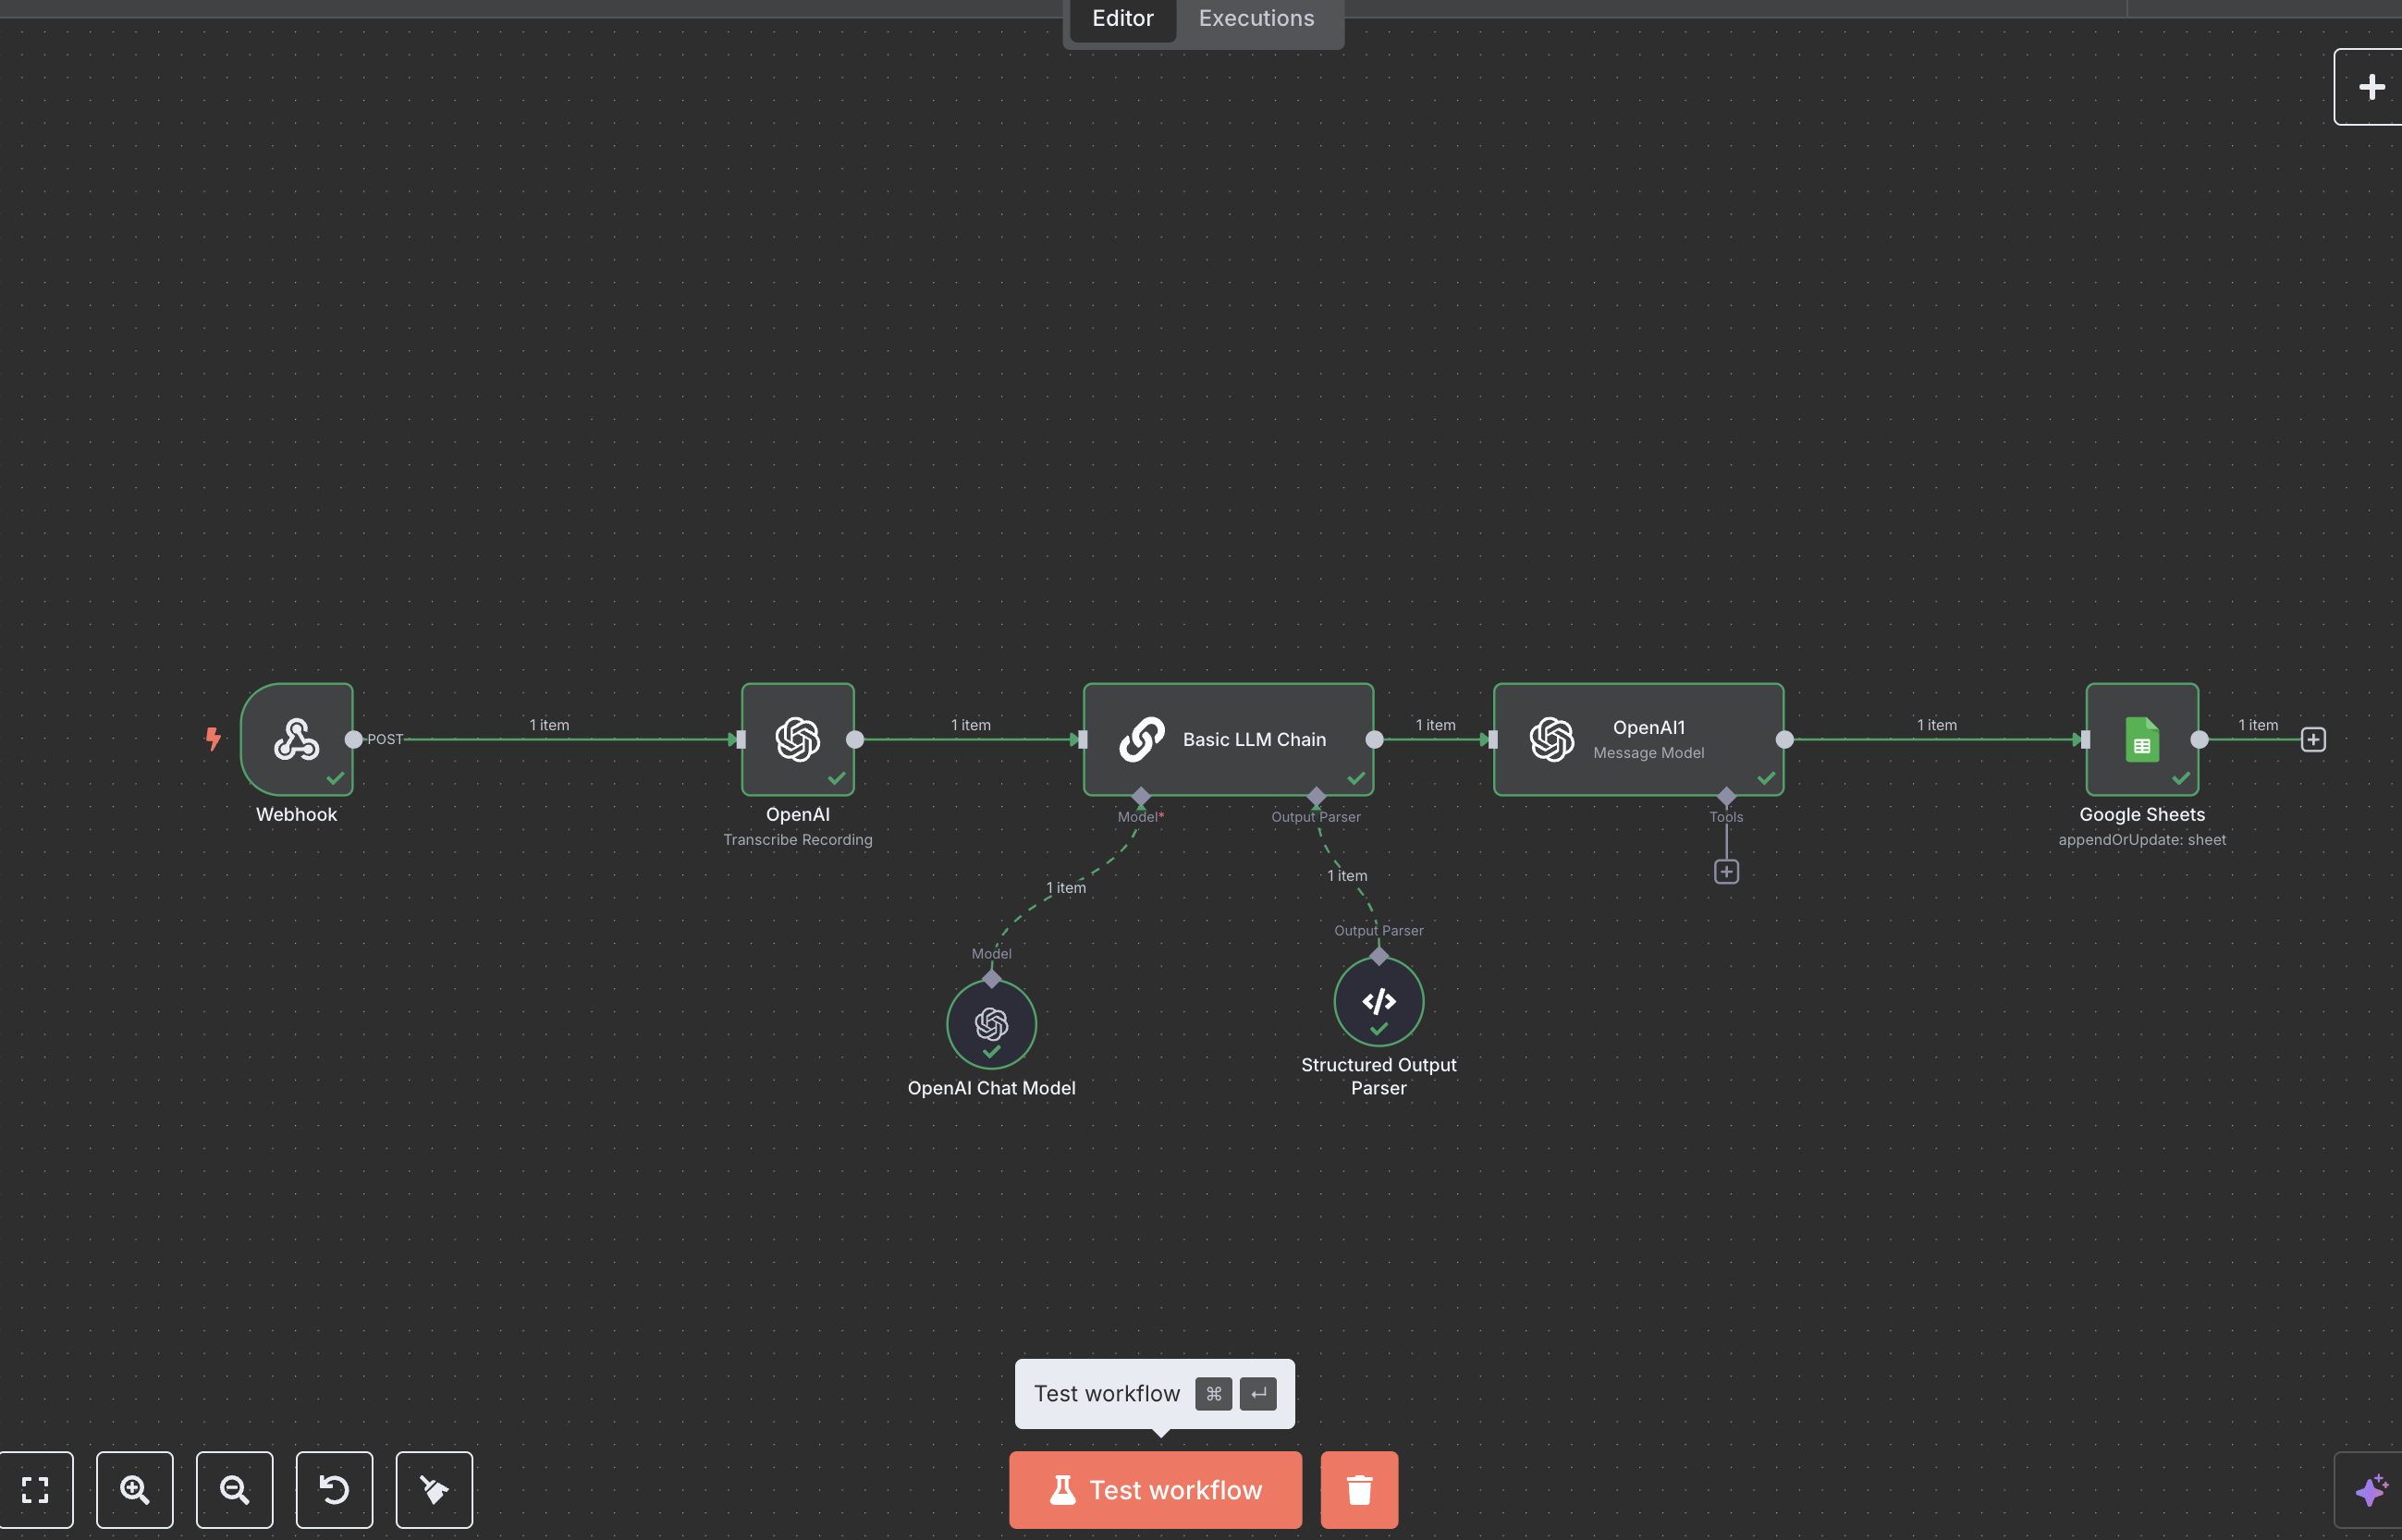 Editor
Executions
POST
1 item
1 item
1 item
1 item
1 item
Basic LLM Chain
OpenAI1
Message Model
Webhook
OpenAI
Transcribe Recording
Model*
Output Parser
Tools
Google Sheets
appendOrUpdate: sheet
1 item
1 item
Model
Output Parser
OpenAI Chat Model
Structured Output
Parser
Test workflow ⌘ ↵
Test workflow